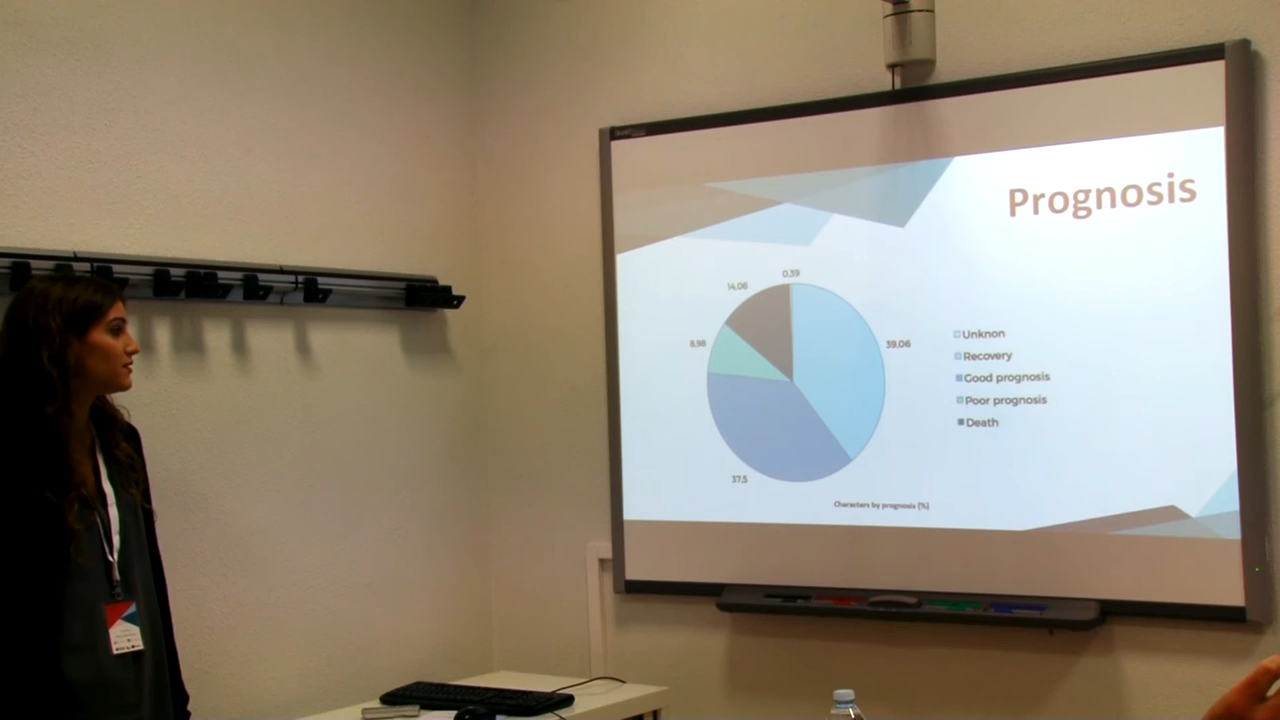 Prognosis
0,39
14,06
8,98
39,06
37,5
Unknon
Recovery
Good prognosis
Poor prognosis
Death
Characters by prognosis (%)